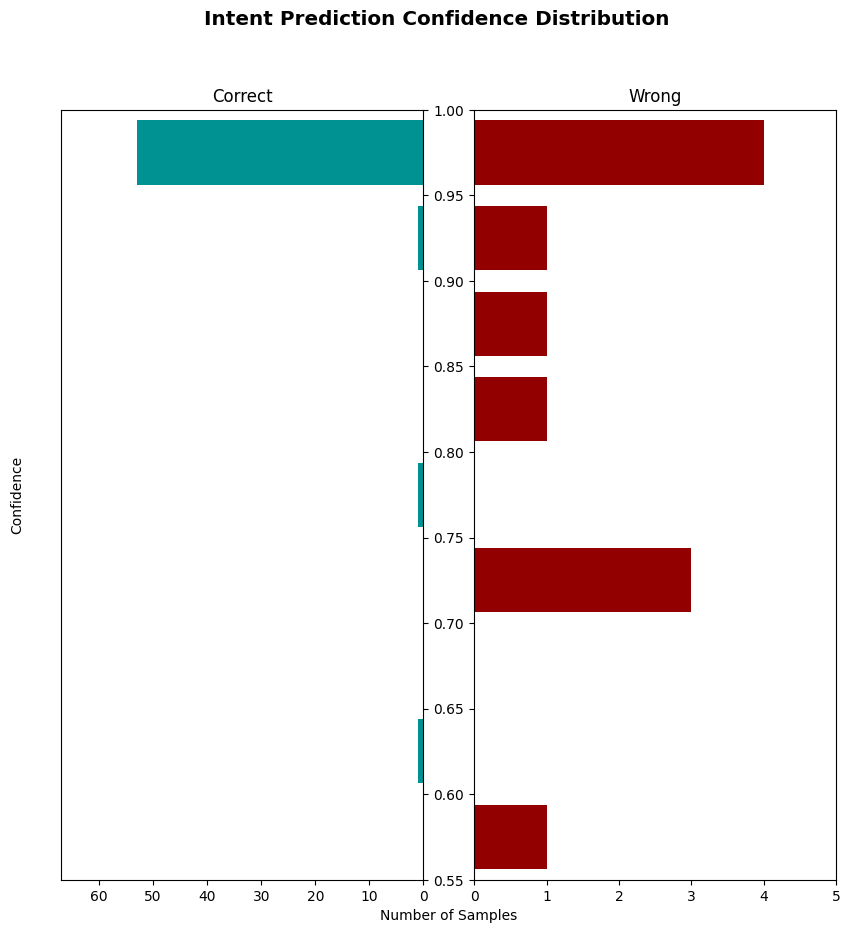 Intent Prediction Confidence Distribution
Correct
Wrong
1.00
0.95
0.90
0.85
0.80
0.75
0.70
0.65
0.60
0.55
Confidence
60 50 40 30 20 10 0
0 1 2 3 4 5
Number of Samples